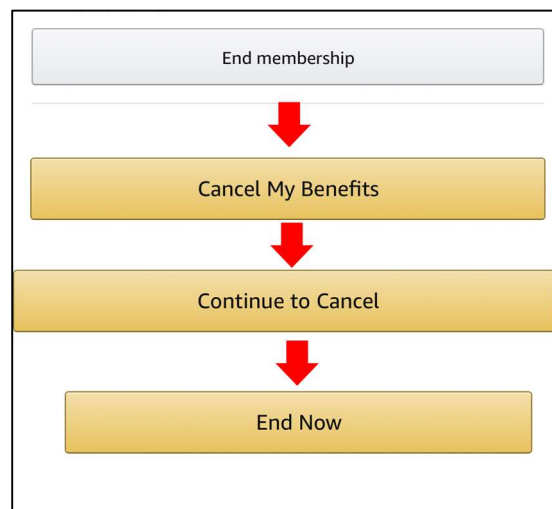 End membership
Cancel My Benefits
Continue to Cancel
End Now